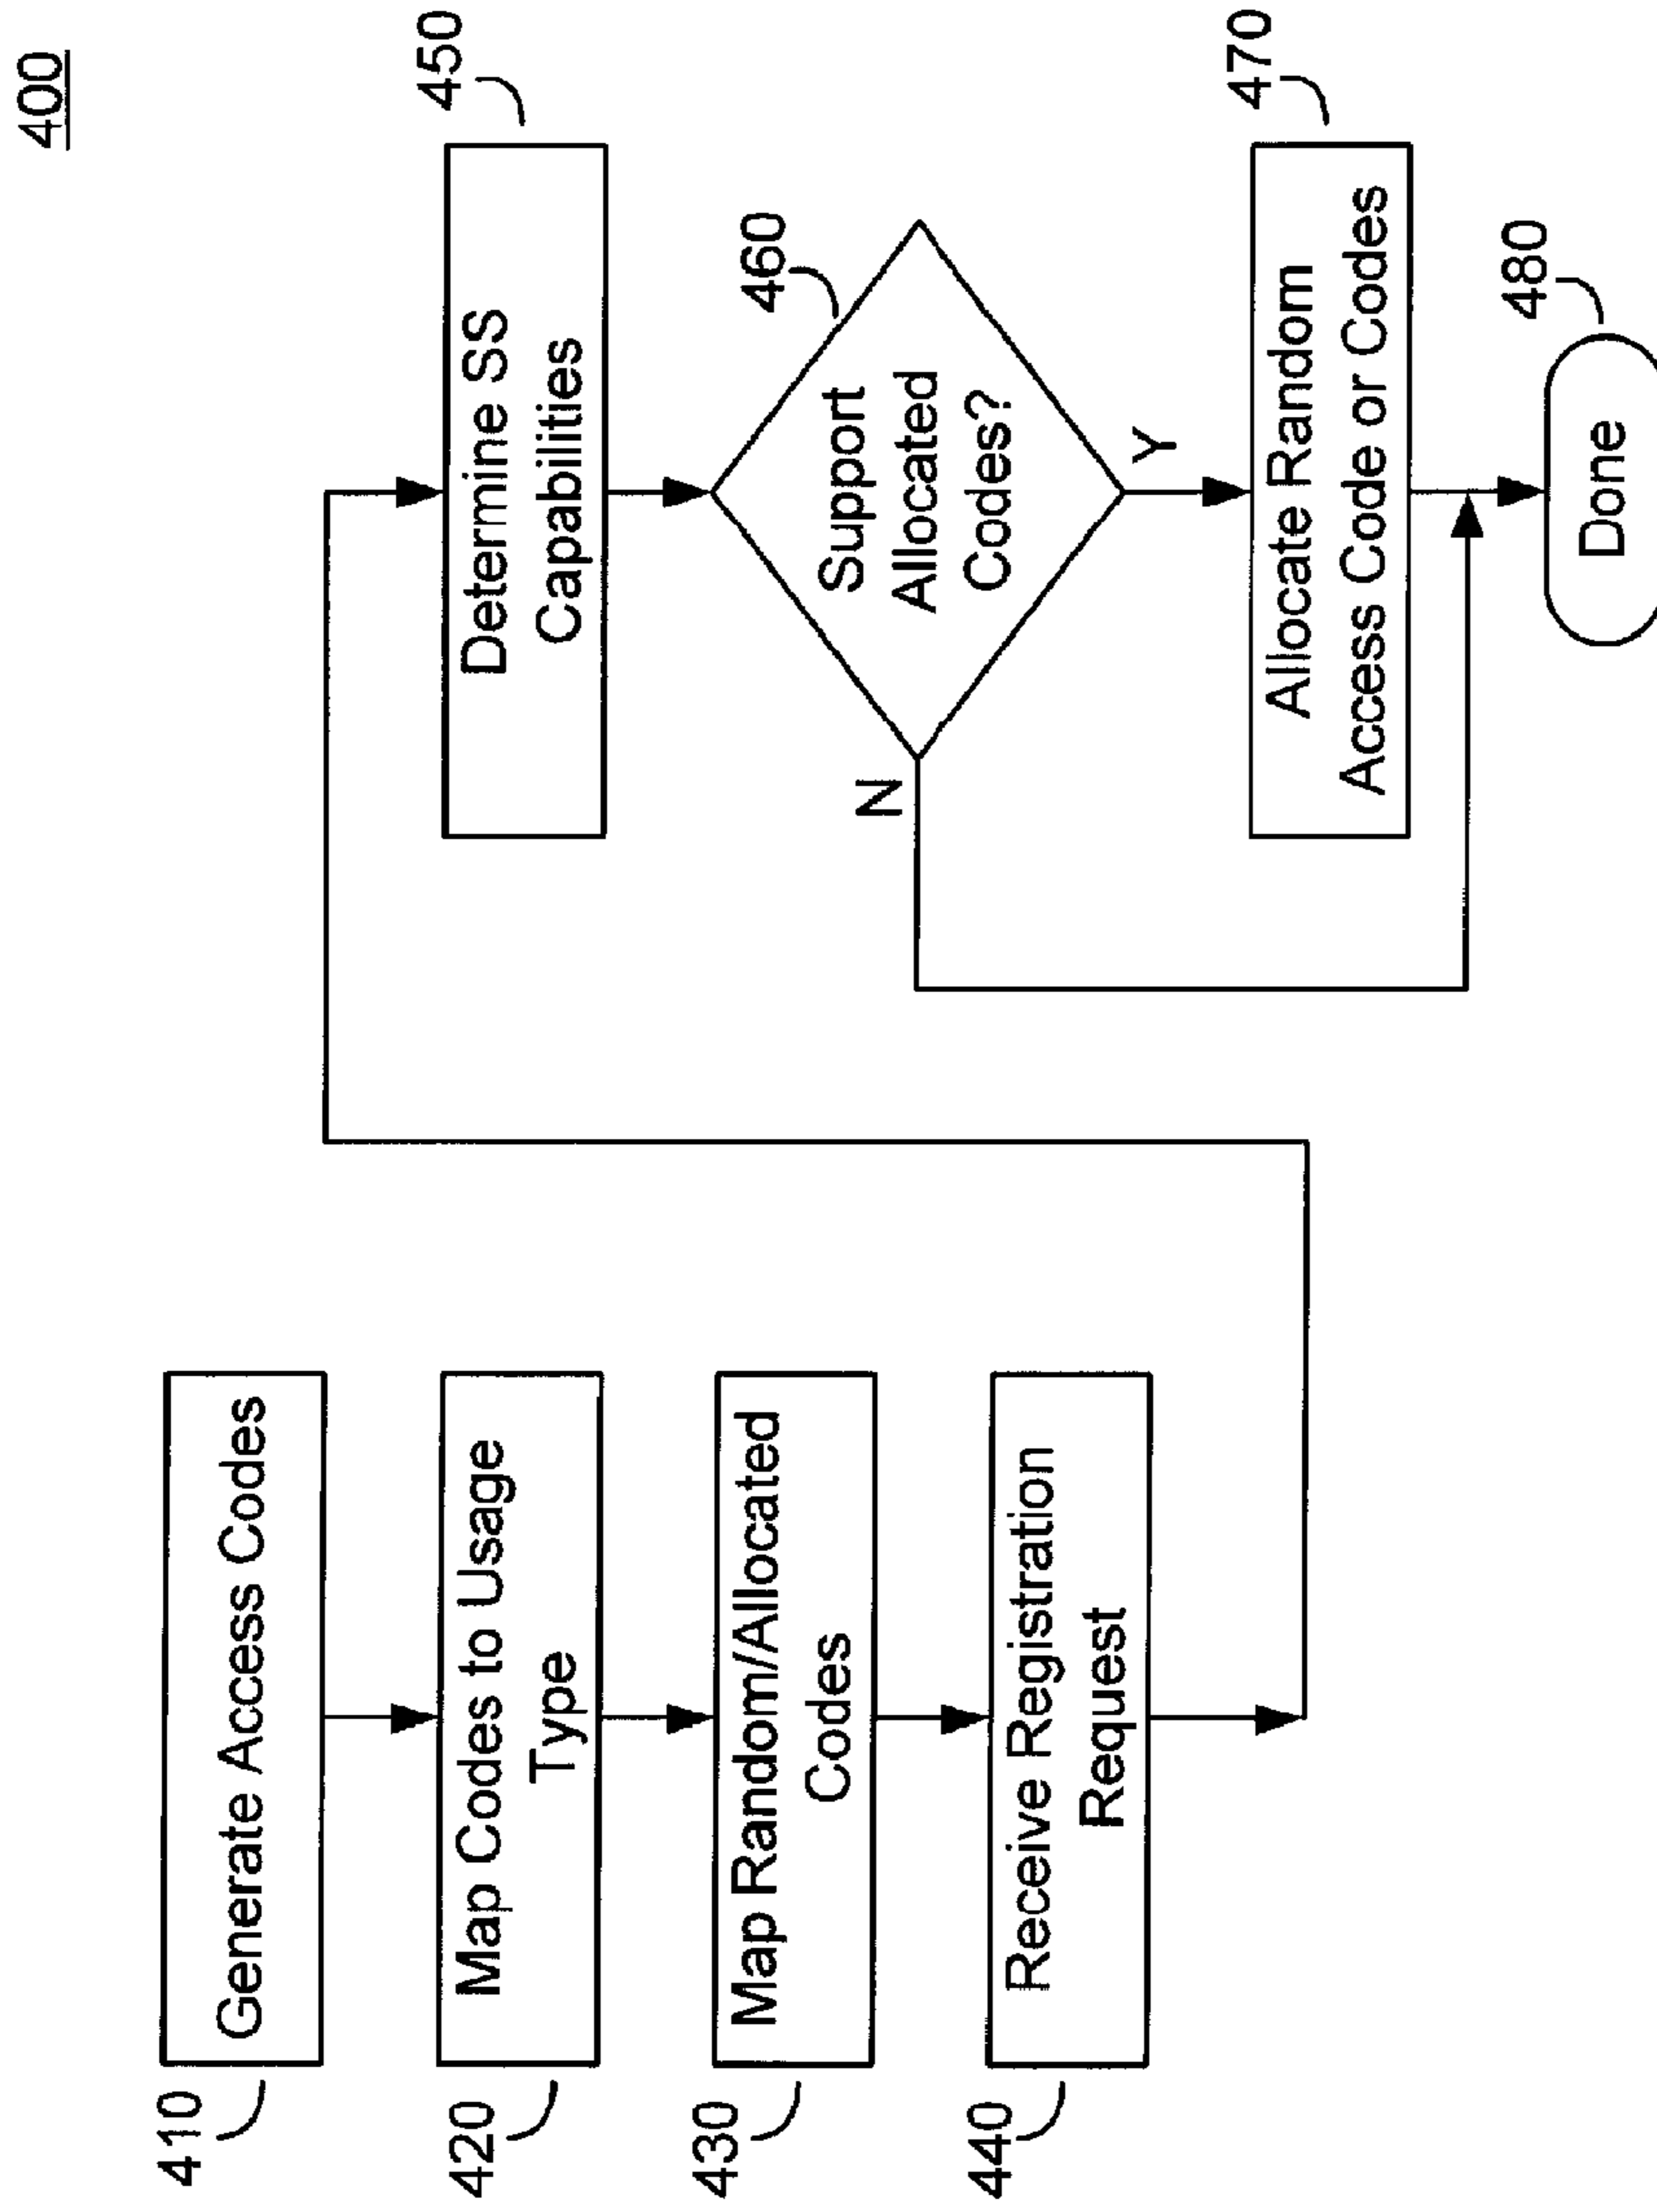 400
410
Generate Access Codes
420
Map Codes to Usage
Type
430
Map Random/Allocated
Codes
440
Receive Registration
Request
450
Determine SS
Capabilities
460
Support
Allocated
Codes?
N
Y
470
Allocate Random
Access Code or Codes
480
Done